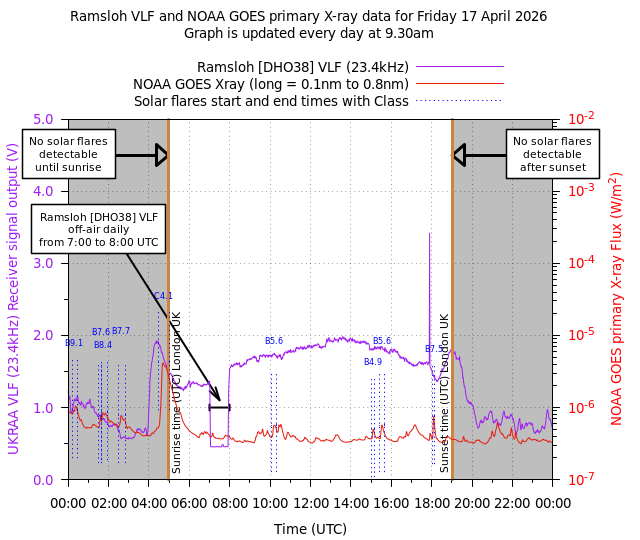 Ramsloh VLF and NOAA GOES primary X-ray data for Friday 17 April 2026
Graph is updated every day at 9.30am
Ramsloh [DHO38] VLF (23.4kHz)
NOAA GOES Xray (long = 0.1nm to 0.8nm)
Solar flares start and end times with Class
UKRAA VLF (23.4kHz) Receiver signal output (V)
5.0
4.0
3.0
2.0
1.0
0.0
No solar flares
detectable
until sunrise
Ramsloh [DHO38] VLF
off-air daily
from 7:00 to 8:00 UTC
No solar flares
detectable
after sunset
B9.1
B7.6
B8.4
B7.7
C4.1
B5.6
B4.9
B5.6
Sunrise time (UTC) London UK
Sunset time (UTC) London UK
10-2
10-3
10-4
10-5
10-6
10-7
NOAA GOES primary X-ray Flux (W/m2)
00:00 02:00 04:00 06:00 08:00 10:00 12:00 14:00 16:00 18:00 20:00 22:00 00:00
Time (UTC)